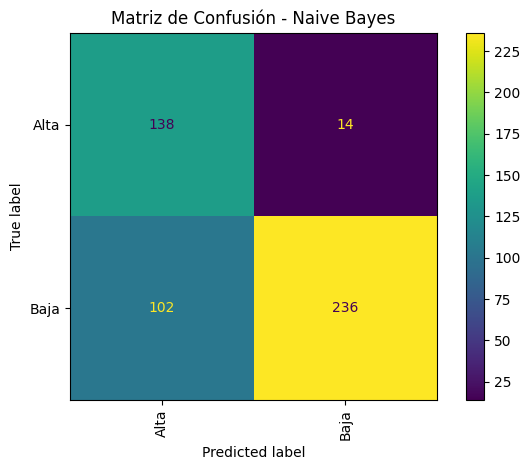 Matriz de Confusión - Naive Bayes
True label
Alta
138
14
Baja
102
236
Alta
Baja
Predicted label
225
200
175
150
125
100
75
50
25